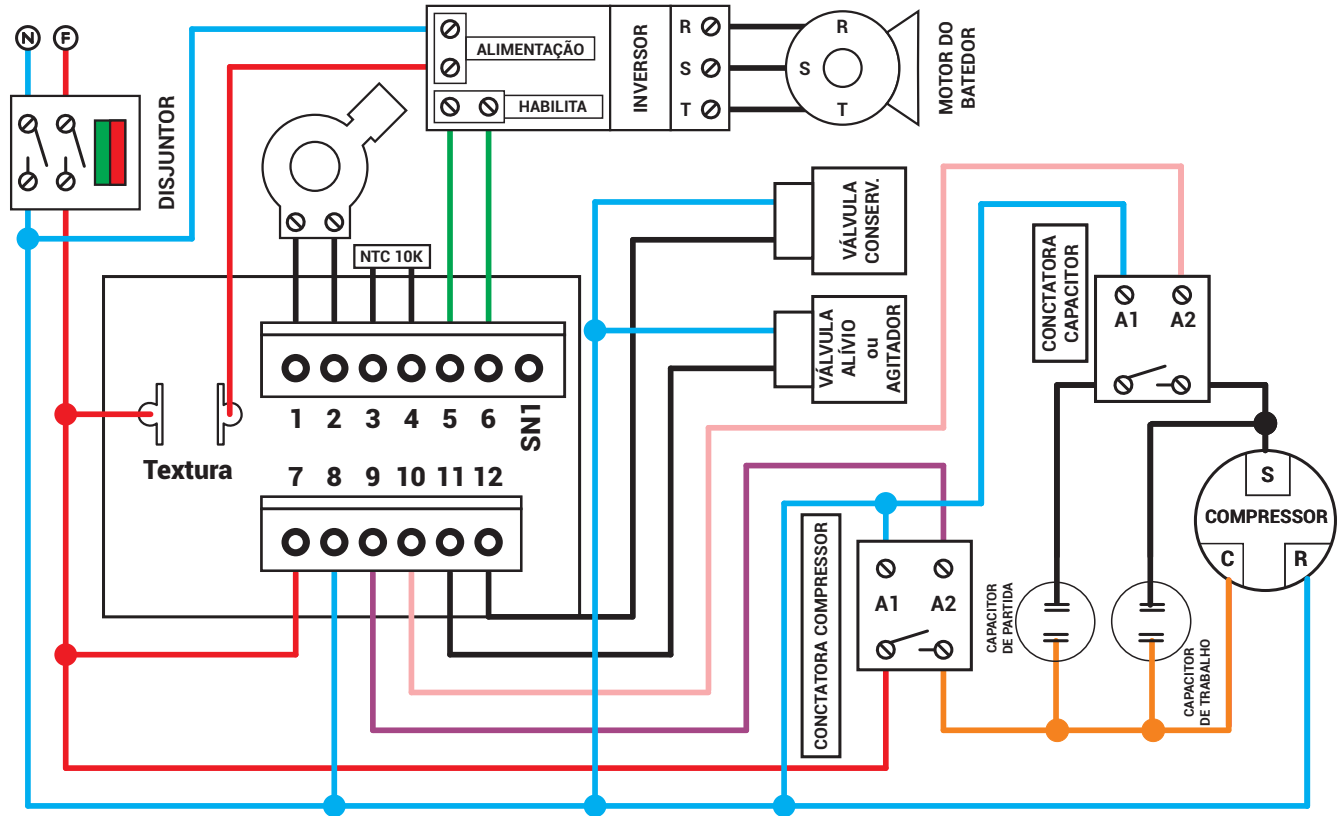 N F
DISJUNTOR
ALIMENTAÇÃO
HABILITA
INVERSOR
R
S
T
R
S
T
MOTOR DO
BATEDOR
NTC 10K
VÁLVULA
CONSERV.
VÁLVULA
ALÍVIO
ou
AGITADOR
CONCTATORA
CAPACITOR
A1 A2
1 2 3 4 5 6 SN1
Textura
7 8 9 10 11 12
CONCTATORA COMPRESSOR
A1 A2
CAPACITOR
DE PARTIDA
CAPACITOR
DE TRABALHO
S
COMPRESSOR
C R